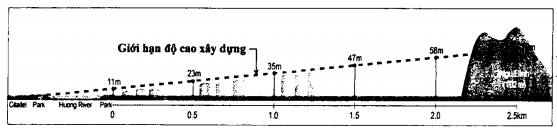 Giới hạn độ cao xây dựng
11m 23m 35m 47m 58m
Citadel Park Huong River Park
0 0.5 1.0 1.5 2.0 2.5km